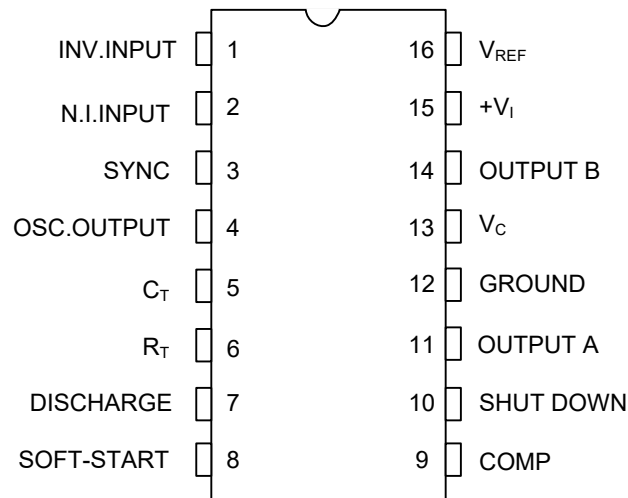 INV.INPUT 1 16 VREF
N.I.INPUT 2 15 +VI
SYNC 3 14 OUTPUT B
OSC.OUTPUT 4 13 VC
CT 5 12 GROUND
RT 6 11 OUTPUT A
DISCHARGE 7 10 SHUT DOWN
SOFT-START 8 9 COMP